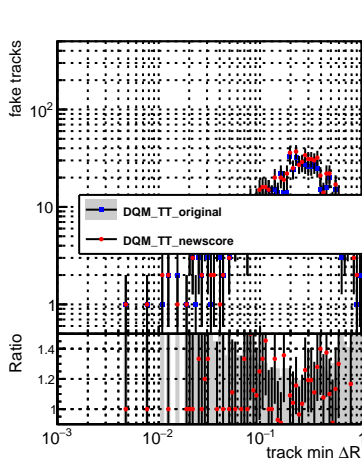 fake tracks
10²
10
1
DQM_TT_original
DQM_TT_newscore
Ratio
1.4
1.2
1
10⁻³
10⁻²
10⁻¹
1
track min ΔR